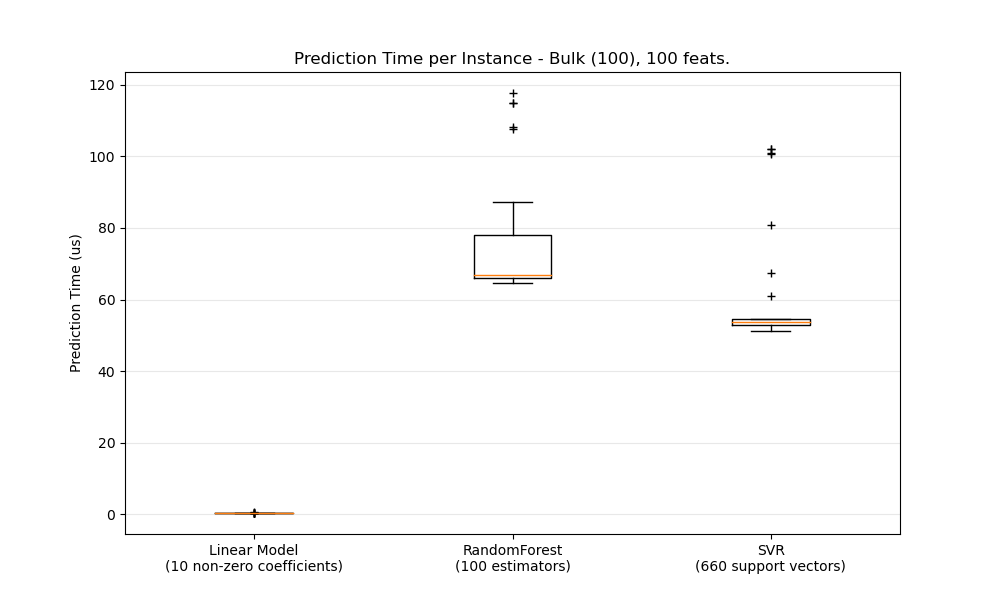 Prediction Time per Instance - Bulk (100), 100 feats.
120
100
80
60
40
20
0
Prediction Time (us)
Linear Model
(10 non-zero coefficients)
RandomForest
(100 estimators)
SVR
(660 support vectors)